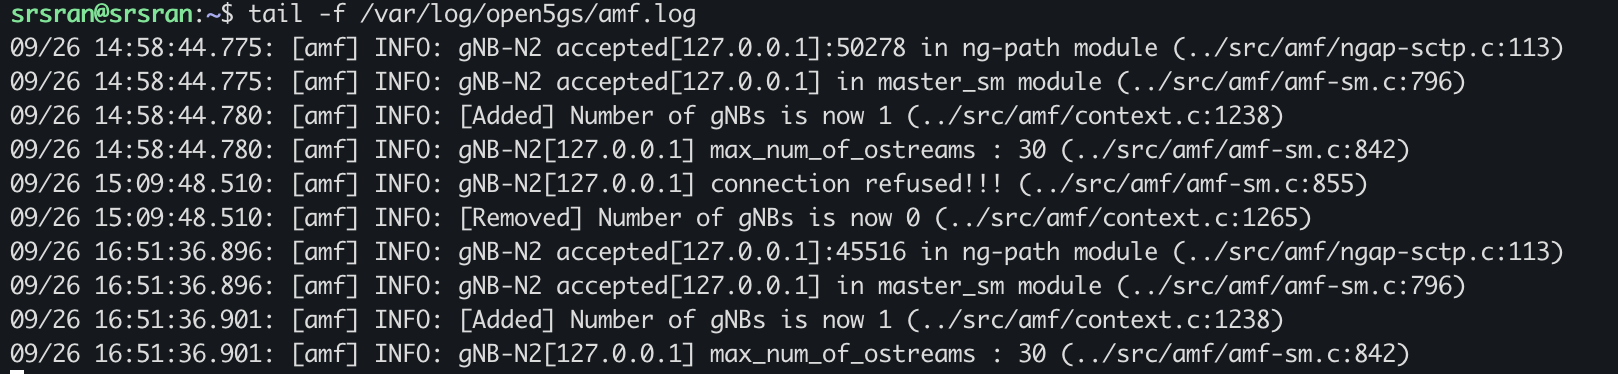 srsran@srsran:~$ tail -f /var/log/open5gs/amf.log
09/26 14:58:44.775: [amf] INFO: gNB-N2 accepted[127.0.0.1]:50278 in ng-path module (../src/amf/ngap-sctp.c:113)
09/26 14:58:44.775: [amf] INFO: gNB-N2 accepted[127.0.0.1] in master_sm module (../src/amf/amf-sm.c:796)
09/26 14:58:44.780: [amf] INFO: [Added] Number of gNBs is now 1 (../src/amf/context.c:1238)
09/26 14:58:44.780: [amf] INFO: gNB-N2[127.0.0.1] max_num_of_ostreams : 30 (../src/amf/amf-sm.c:842)
09/26 15:09:48.510: [amf] INFO: gNB-N2[127.0.0.1] connection refused!!! (../src/amf/amf-sm.c:855)
09/26 15:09:48.510: [amf] INFO: [Removed] Number of gNBs is now 0 (../src/amf/context.c:1265)
09/26 16:51:36.896: [amf] INFO: gNB-N2 accepted[127.0.0.1]:45516 in ng-path module (../src/amf/ngap-sctp.c:113)
09/26 16:51:36.896: [amf] INFO: gNB-N2 accepted[127.0.0.1] in master_sm module (../src/amf/amf-sm.c:796)
09/26 16:51:36.901: [amf] INFO: [Added] Number of gNBs is now 1 (../src/amf/context.c:1238)
09/26 16:51:36.901: [amf] INFO: gNB-N2[127.0.0.1] max_num_of_ostreams : 30 (../src/amf/amf-sm.c:842)